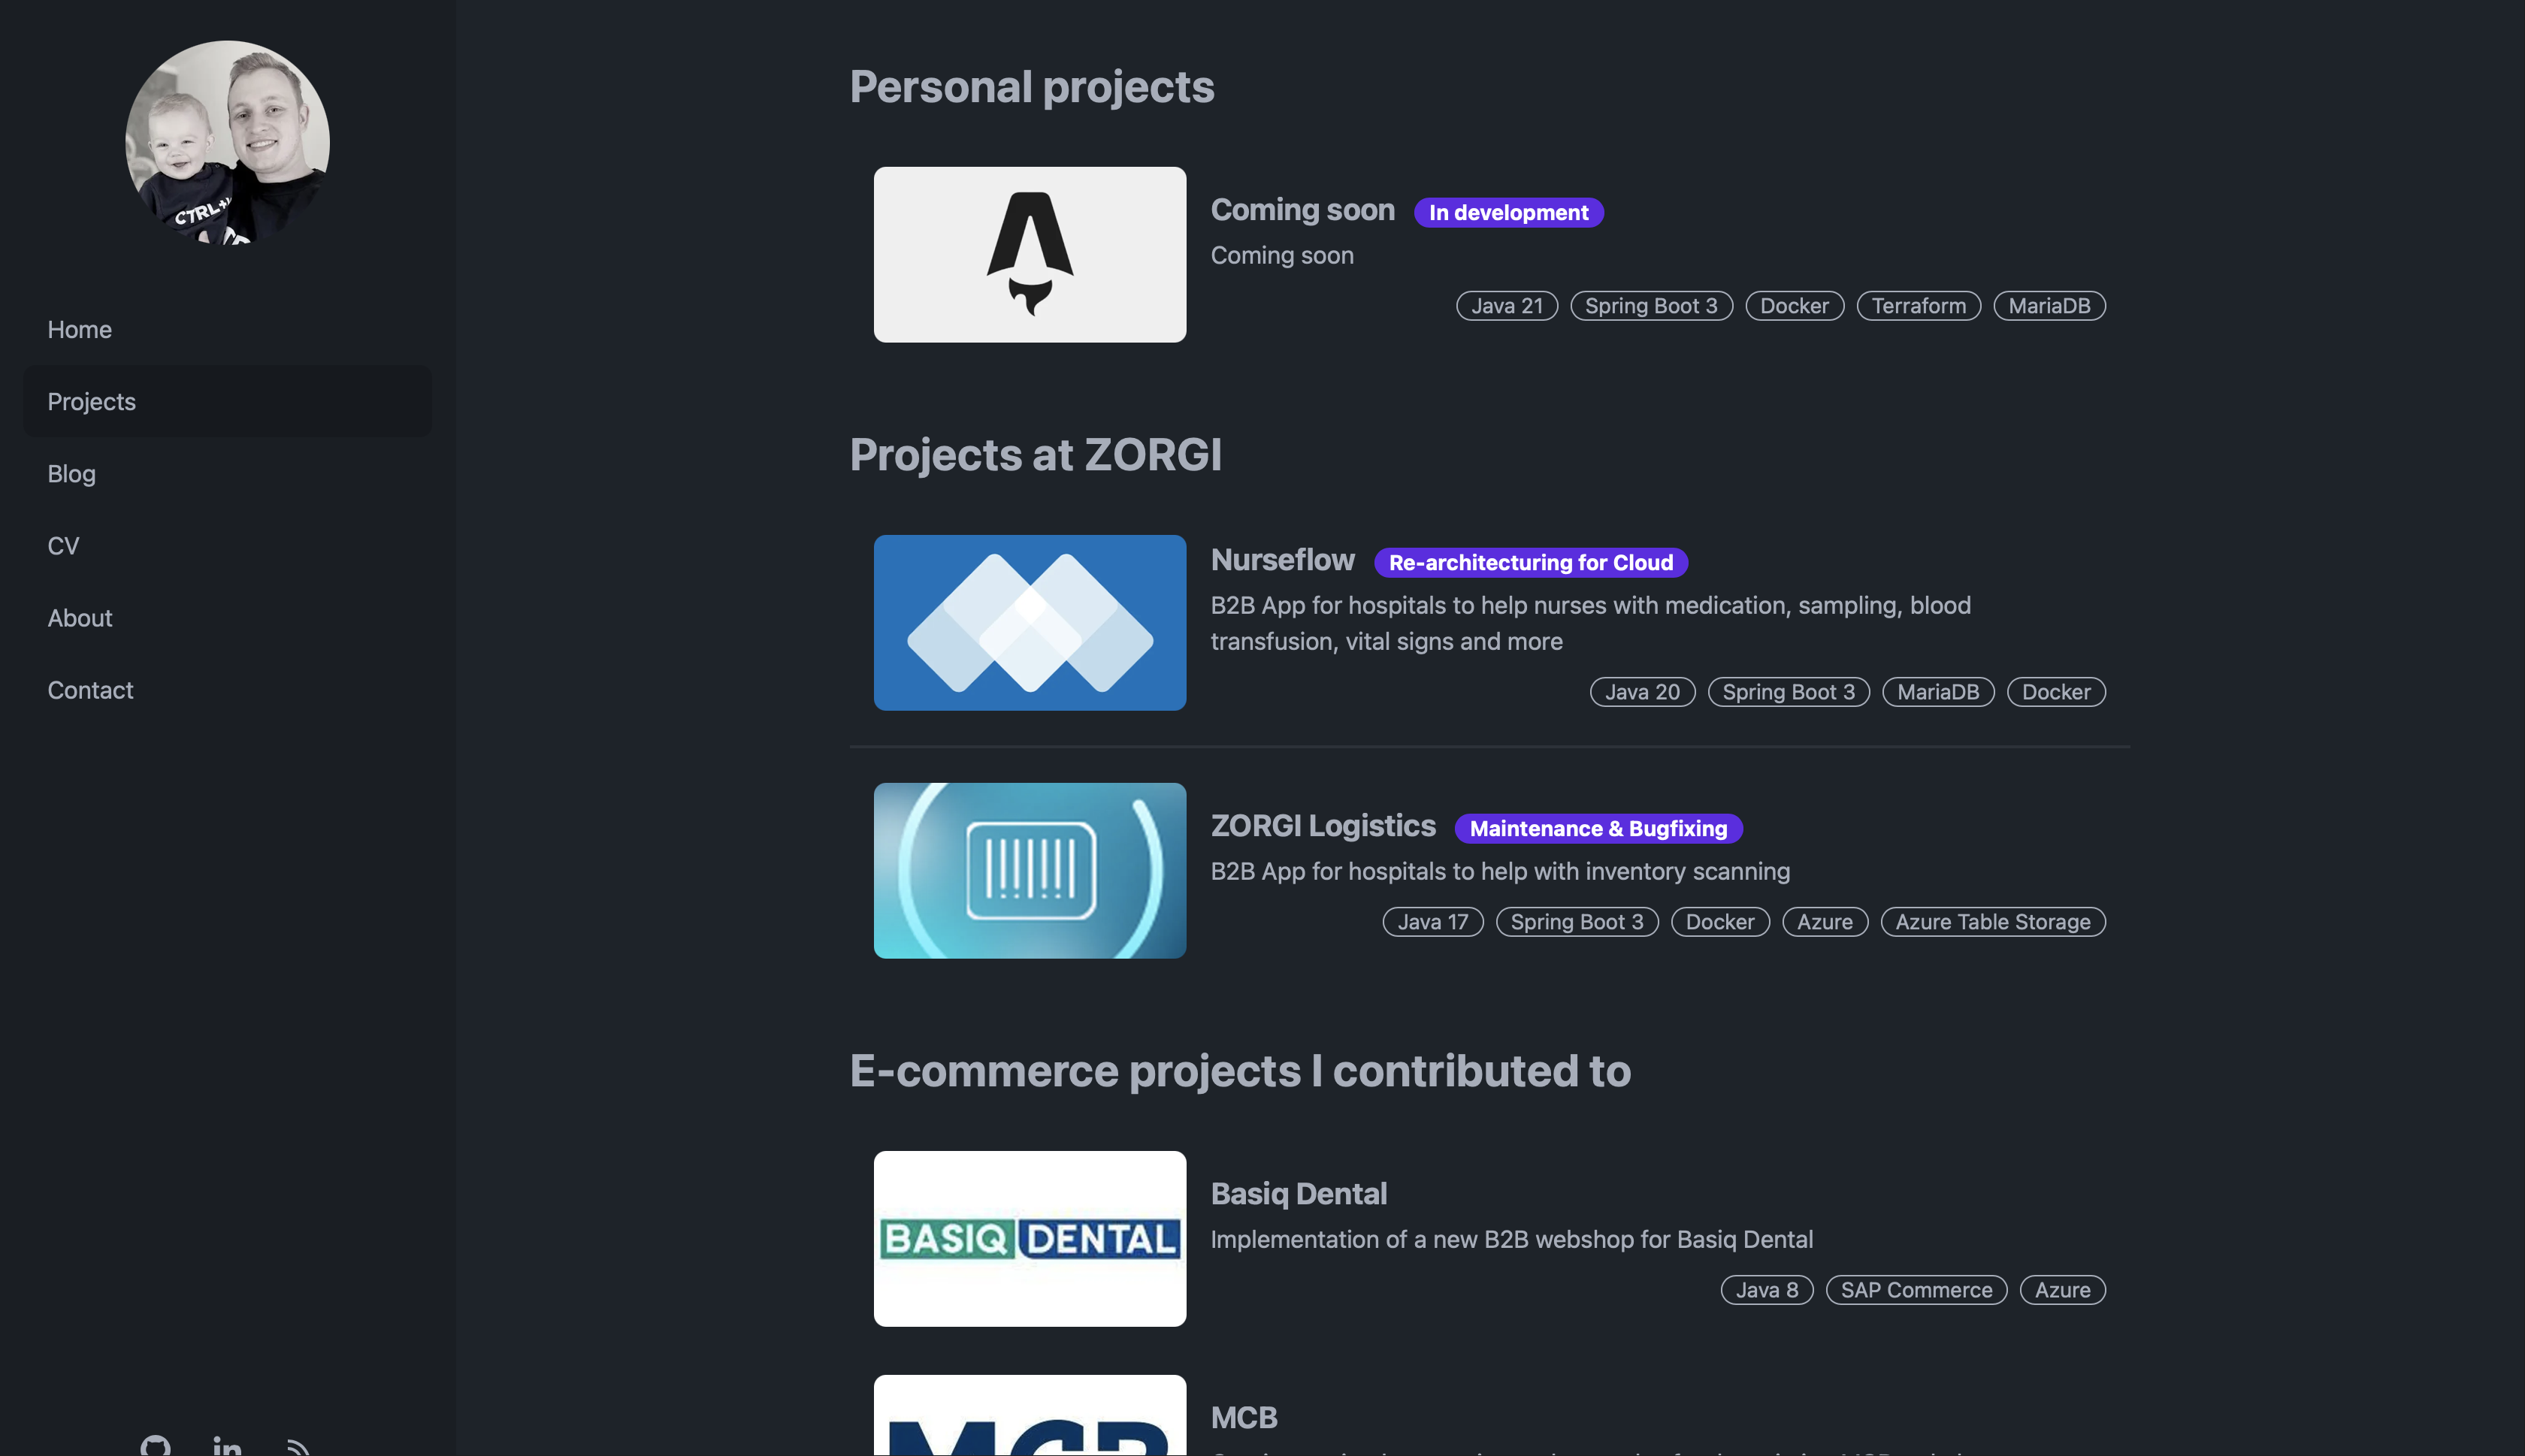 CTRL+
Home
Projects
Blog
CV
About
Contact
Personal projects
Coming soon In development
Coming soon
Java 21 Spring Boot 3 Docker Terraform MariaDB
Projects at ZORGI
Nurseflow Re-architecturing for Cloud
B2B App for hospitals to help nurses with medication, sampling, blood
transfusion, vital signs and more
Java 20 Spring Boot 3 MariaDB Docker
ZORGI Logistics Maintenance & Bugfixing
B2B App for hospitals to help with inventory scanning
Java 17 Spring Boot 3 Docker Azure Azure Table Storage
E-commerce projects I contributed to
BASIQ DENTAL
Basiq Dental
Implementation of a new B2B webshop for Basiq Dental
Java 8 SAP Commerce Azure
MCB
MCB
in